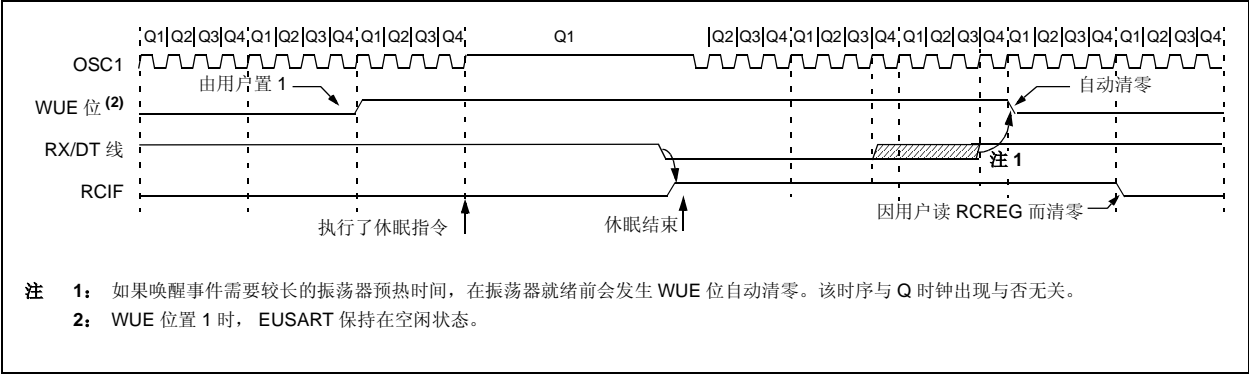 Q1 Q2 Q3 Q4 Q1 Q2 Q3 Q4 Q1 Q2 Q3 Q4 Q1 Q2 Q3 Q4 Q1 Q2 Q3 Q4 Q1 Q2 Q3 Q4 Q1 Q2 Q3 Q4
OSC1
由用户置 1
自动清零
WUE 位 (2)
RX/DT 线
注 1
RCIF
执行了休眠指令
休眠结束
因用户读 RCREG 而清零
注 1： 如果唤醒事件需要较长的振荡器预热时间，在振荡器就绪前会发生 WUE 位自动清零。该时序与 Q 时钟出现与否无关。
2： WUE 位置 1 时， EUSART 保持在空闲状态。